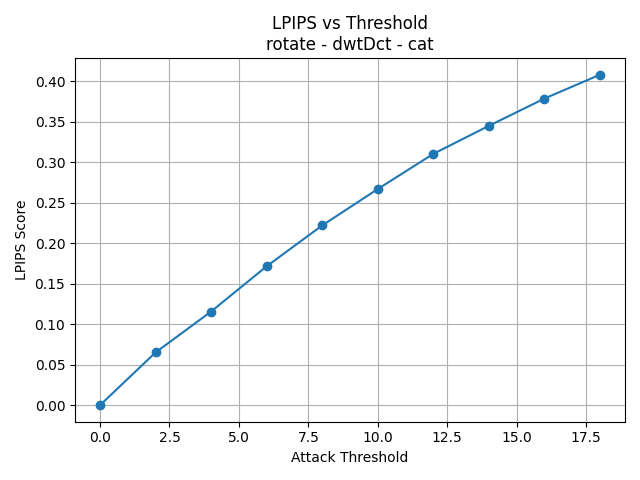 LPIPS vs Threshold
rotate - dwtDct - cat
LPIPS Score
0.40
0.35
0.30
0.25
0.20
0.15
0.10
0.05
0.00
0.0 2.5 5.0 7.5 10.0 12.5 15.0 17.5
Attack Threshold